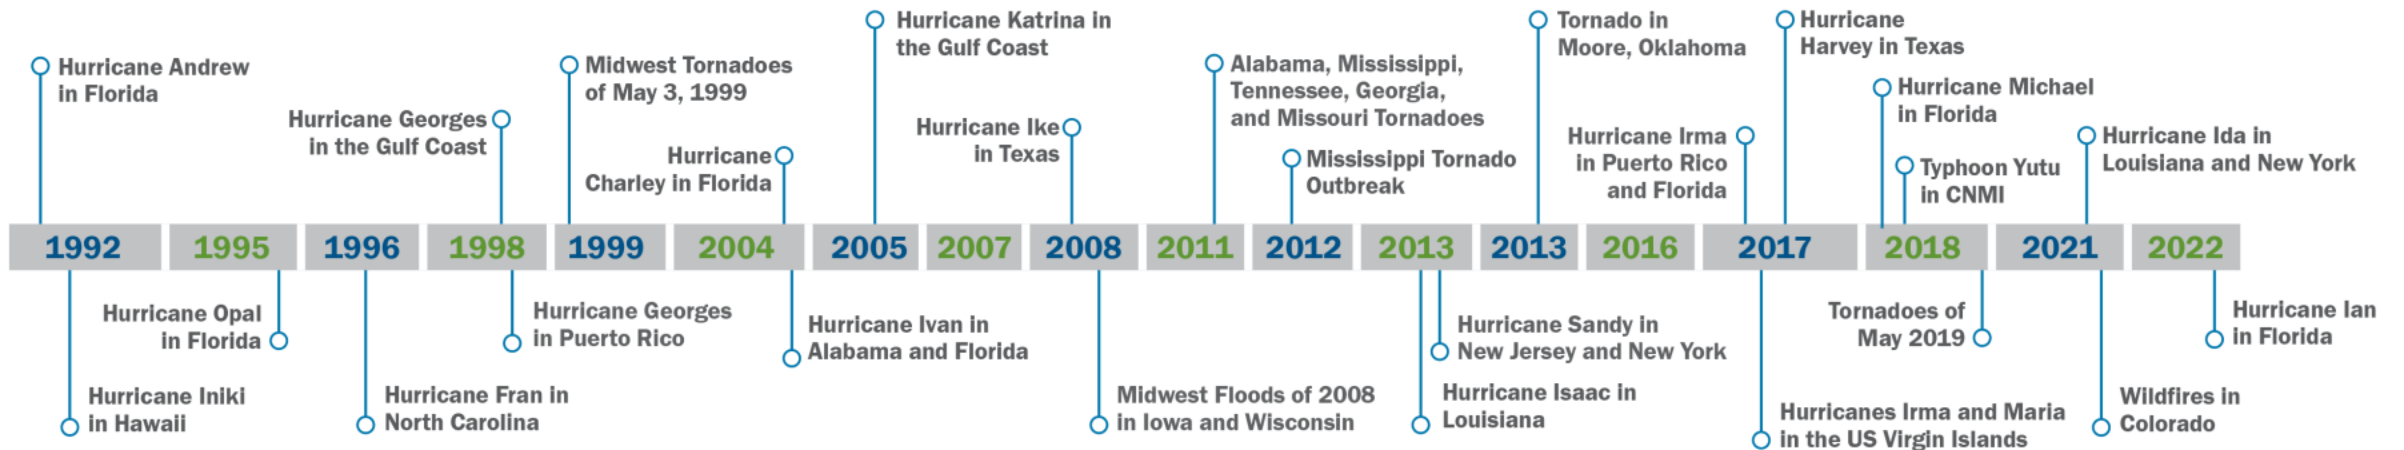 Hurricane Andrew
in Florida
Hurricane Georges
in the Gulf Coast
Midwest Tornadoes
of May 3, 1999
Hurricane
Charley in Florida
Hurricane Katrina in
the Gulf Coast
Hurricane Ike
in Texas
Alabama, Mississippi,
Tennessee, Georgia,
and Missouri Tornadoes
Mississippi Tornado
Outbreak
Tornado in
Moore, Oklahoma
Hurricane Irma
in Puerto Rico
and Florida
Hurricane
Harvey in Texas
Hurricane Michael
in Florida
Typhoon Yutu
in CNMI
Hurricane Ida in
Louisiana and New York
1992 1995 1996 1998 1999 2004 2005 2007 2008 2011 2012 2013 2013 2016 2017 2018 2021 2022
Hurricane Iniki
in Hawaii
Hurricane Opal
in Florida
Hurricane Fran in
North Carolina
Hurricane Georges
in Puerto Rico
Hurricane Ivan in
Alabama and Florida
Midwest Floods of 2008
in Iowa and Wisconsin
Hurricane Isaac in
Louisiana
Hurricane Sandy in
New Jersey and New York
Hurricanes Irma and Maria
in the US Virgin Islands
Tornadoes of
May 2019
Wildfires in
Colorado
Hurricane Ian
in Florida